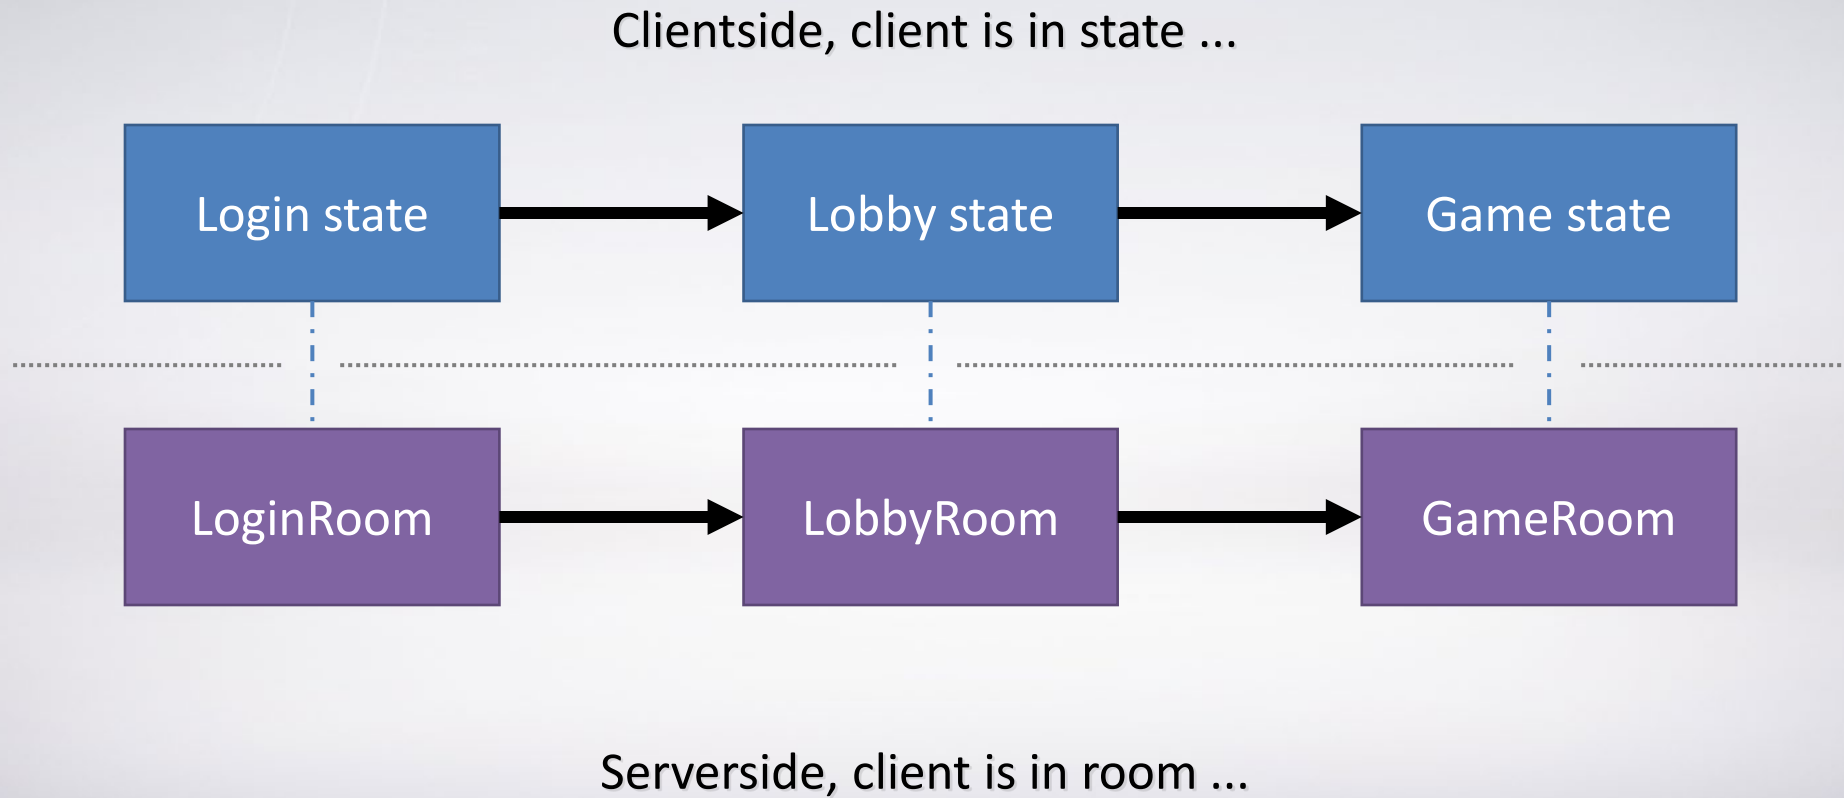 Clientside, client is in state ...
Login state
Lobby state
Game state
LoginRoom
LobbyRoom
GameRoom
Serverside, client is in room ...